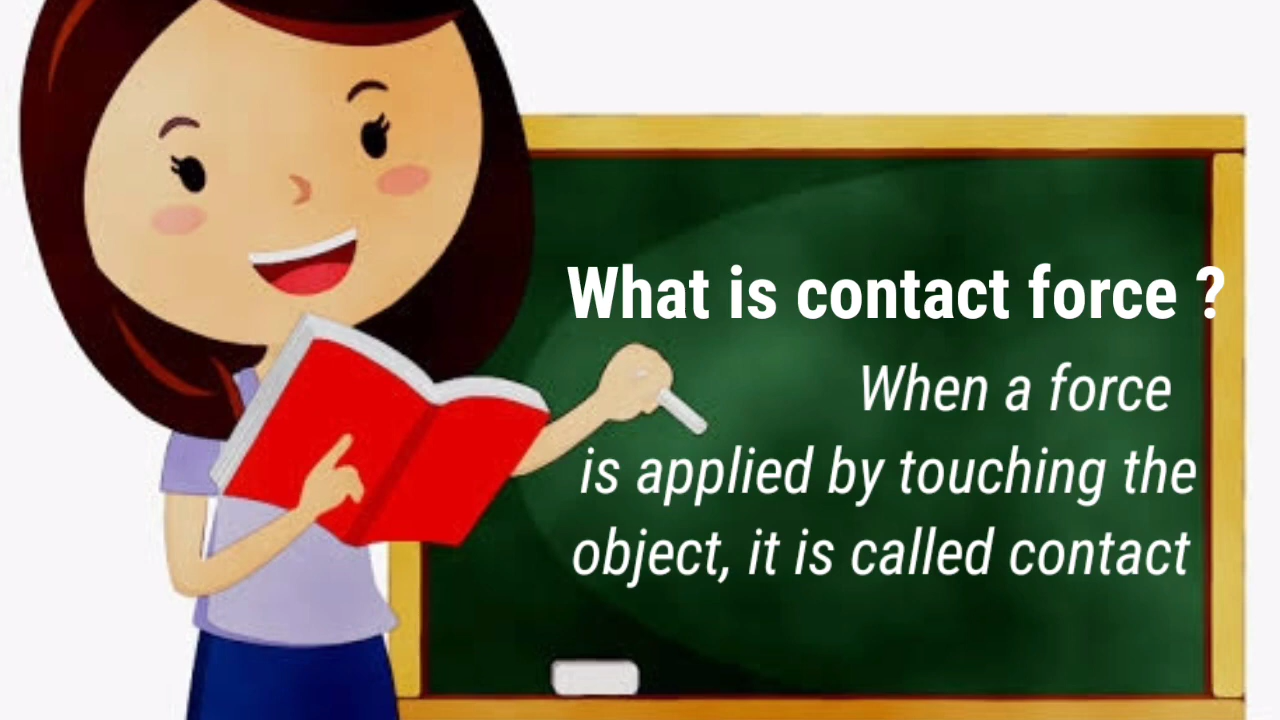 What is contact force ?
When a force
is applied by touching the
object, it is called contact